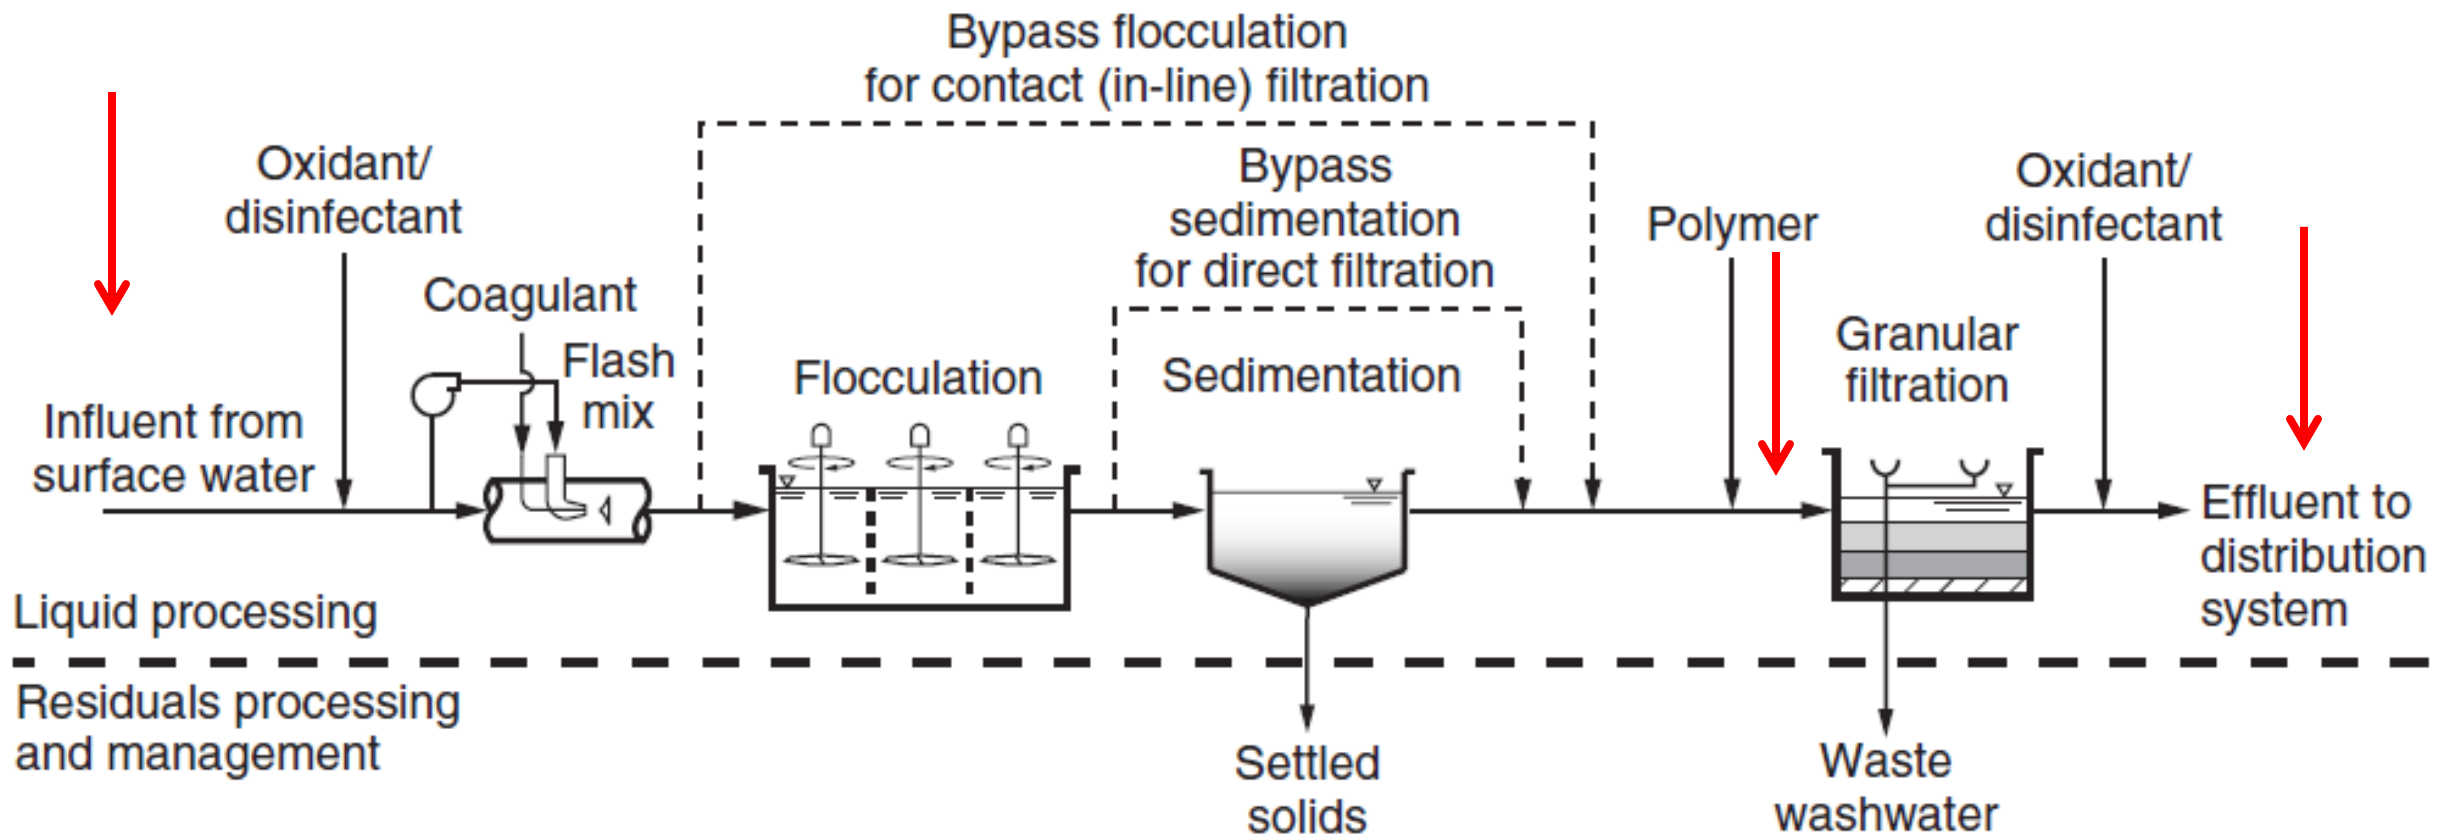 Bypass flocculation
for contact (in-line) filtration
Oxidant/
disinfectant
Bypass
sedimentation
for direct filtration
Polymer
Oxidant/
disinfectant
Coagulant
Flash
mix
Flocculation
Sedimentation
Granular
filtration
Influent from
surface water
Effluent to
distribution
system
Liquid processing
Residuals processing
and management
Settled
solids
Waste
washwater